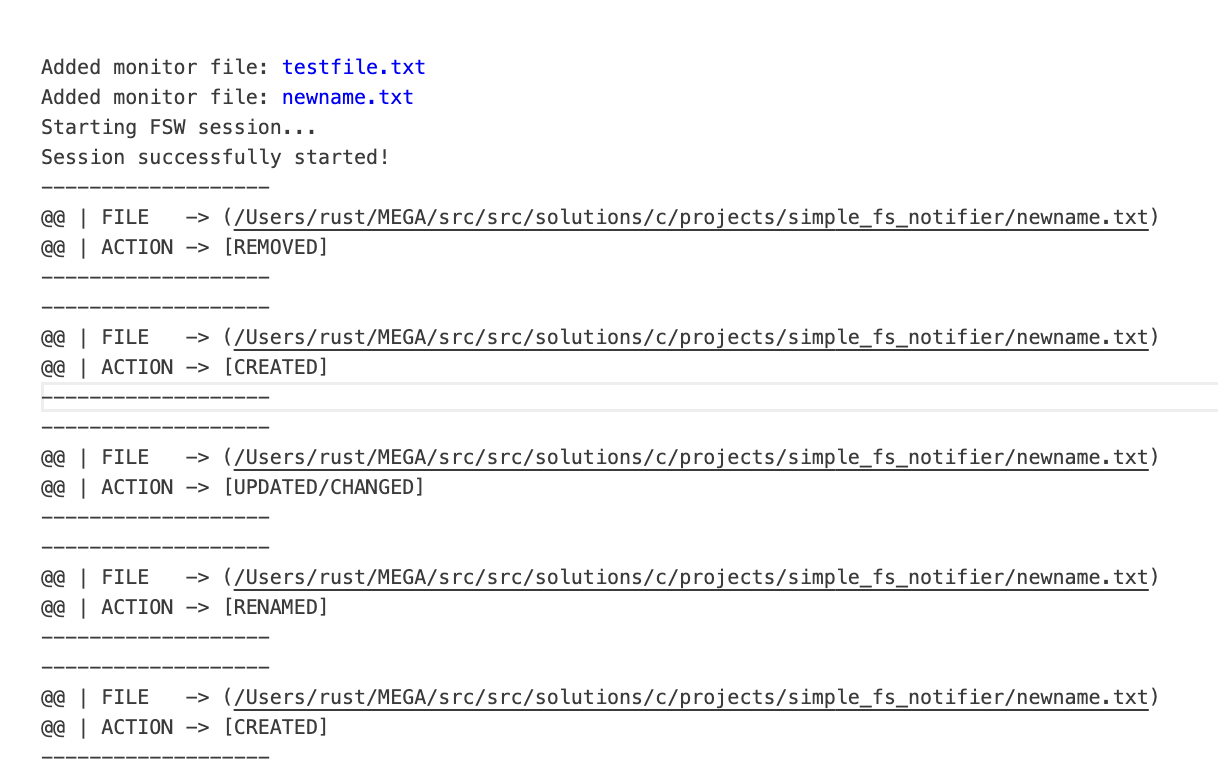 Added monitor file: testfile.txt
Added monitor file: newname.txt
Starting FSW session...
Session successfully started!
-------------------
@@ | FILE   -> (/Users/rust/MEGA/src/src/solutions/c/projects/simple_fs_notifier/newname.txt)
@@ | ACTION -> [REMOVED]
-------------------
-------------------
@@ | FILE   -> (/Users/rust/MEGA/src/src/solutions/c/projects/simple_fs_notifier/newname.txt)
@@ | ACTION -> [CREATED]
-------------------
-------------------
@@ | FILE   -> (/Users/rust/MEGA/src/src/solutions/c/projects/simple_fs_notifier/newname.txt)
@@ | ACTION -> [UPDATED/CHANGED]
-------------------
-------------------
@@ | FILE   -> (/Users/rust/MEGA/src/src/solutions/c/projects/simple_fs_notifier/newname.txt)
@@ | ACTION -> [RENAMED]
-------------------
-------------------
@@ | FILE   -> (/Users/rust/MEGA/src/src/solutions/c/projects/simple_fs_notifier/newname.txt)
@@ | ACTION -> [CREATED]
-------------------